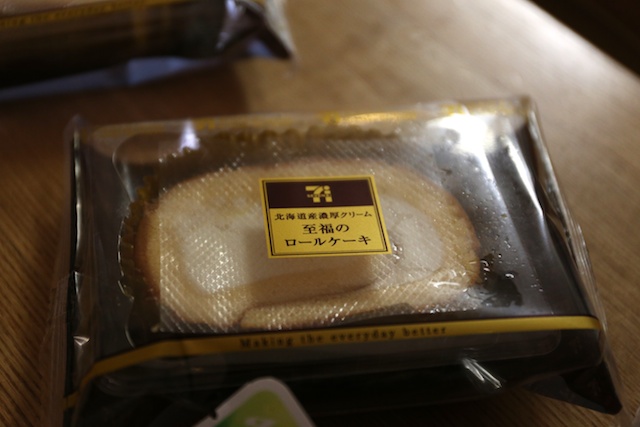 北海道産濃厚クリーム
至福の
ロールケーキ
Making the everyday better